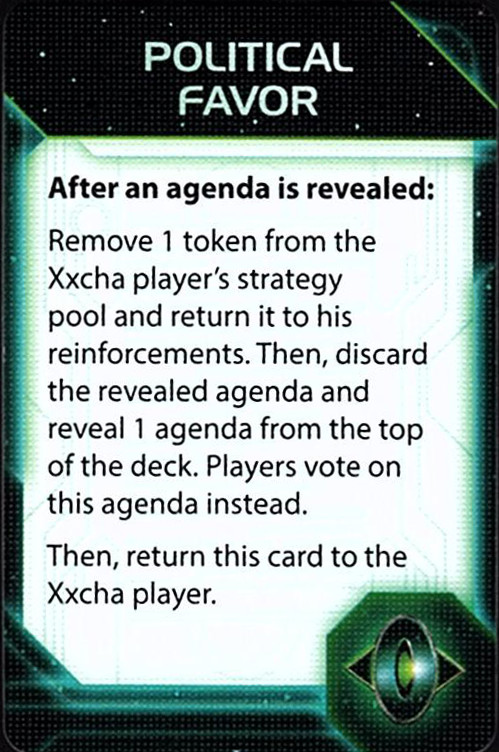 POLITICAL
FAVOR
After an agenda is revealed:
Remove 1 token from the
Xxcha player's strategy
pool and return it to his
reinforcements. Then, discard
the revealed agenda and
reveal 1 agenda from the top
of the deck. Players vote on
this agenda instead.
Then, return this card to the
Xxcha player.